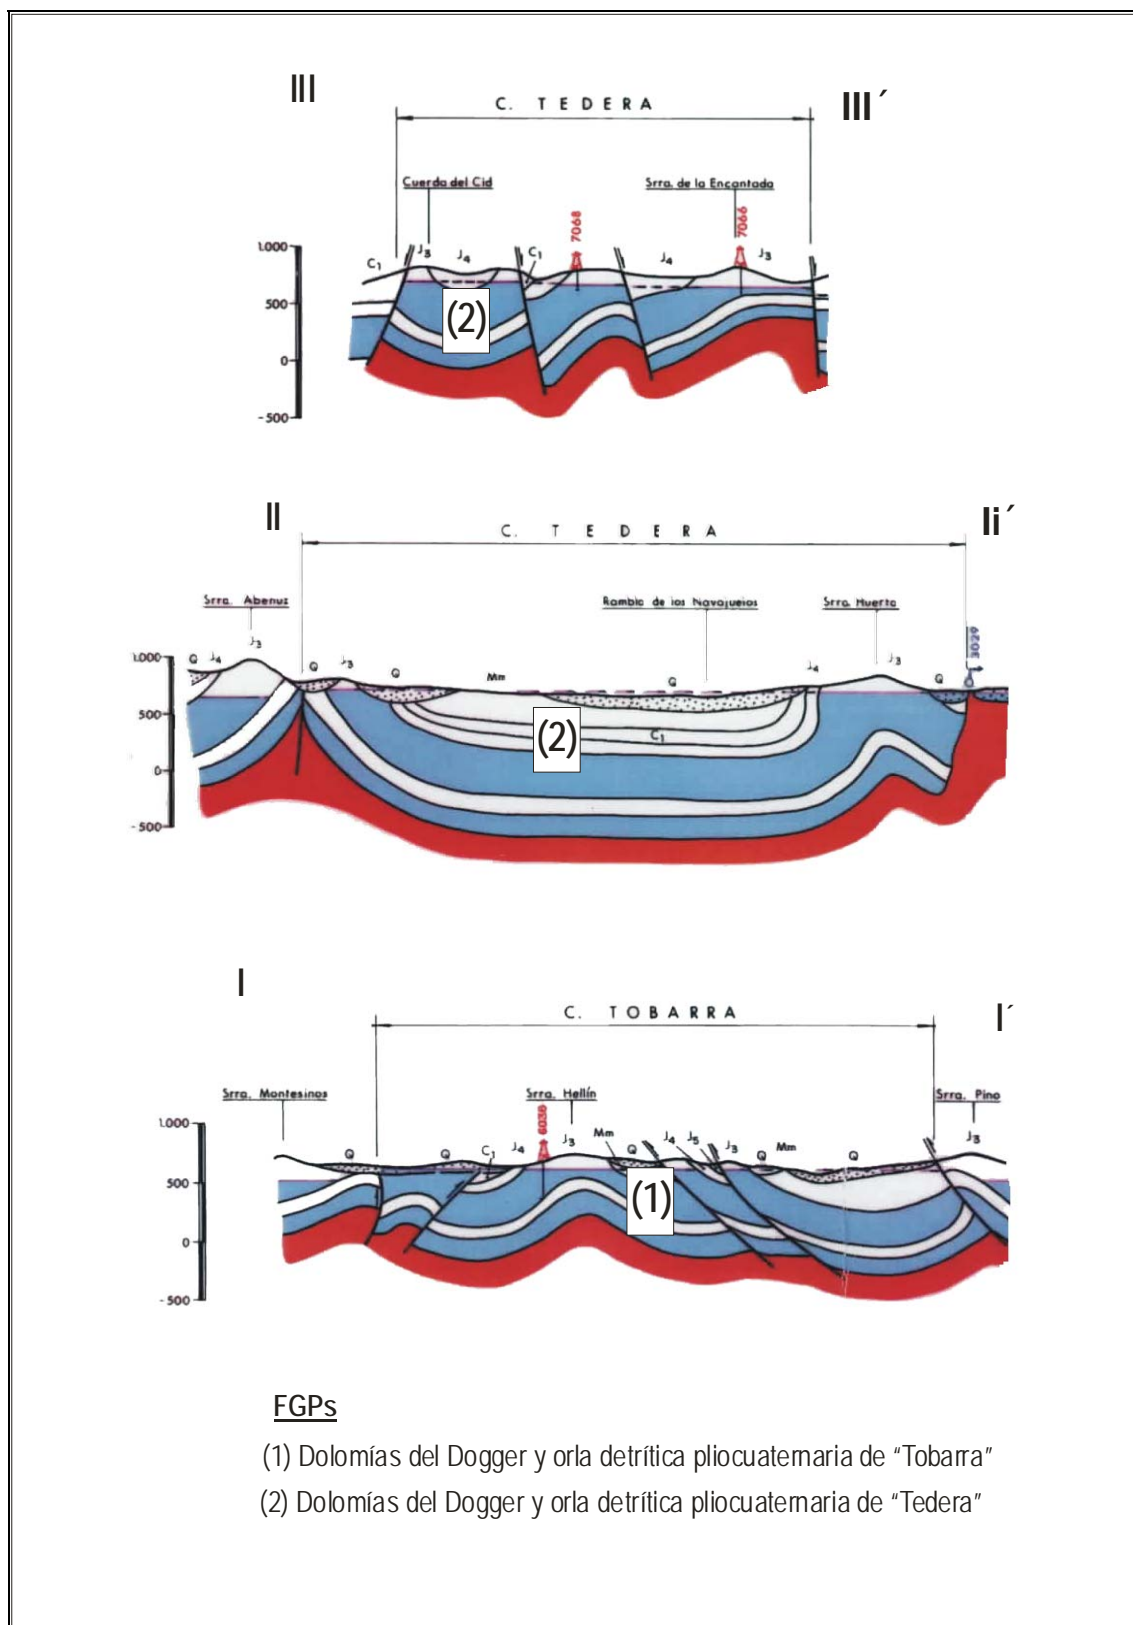 III
C. TEDERA
III´
Cuerda del Cid
Srra. de la Encantada
7068
7066
1.000
500
0
-500
C1 J3 J4 C1 J4 J3
(2)
II
C. TEDERA
Ii´
Srra. Abenuz
Rambla de los Navajuelos
Srra. Huerta
3029
1.000
500
0
-500
Q J4 J3 Q J3 Q Mm Q J4 J3 Q
C1
(2)
I
C. TOBARRA
I´
Srra. Montesinos
Srra. Hellín
Srra. Pino
6036
1.000
500
0
-500
Q Q C1 J4 J3 Mm Q J4 J5 J3 Q Mm Q J3
(1)
FGPs
(1) Dolomías del Dogger y orla detrítica pliocuaternaria de “Tobarra”
(2) Dolomías del Dogger y orla detrítica pliocuaternaria de “Tedera”